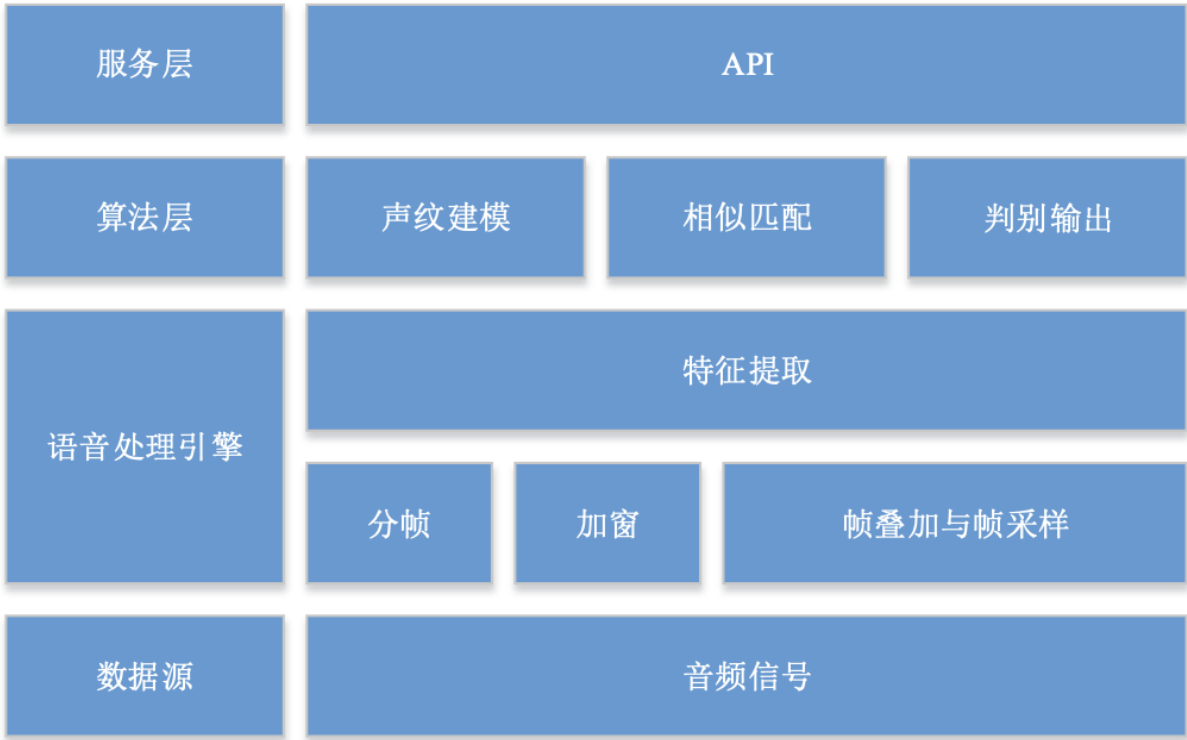 服务层
API
算法层
声纹建模
相似匹配
判别输出
语音处理引擎
特征提取
分帧
加窗
帧叠加与帧采样
数据源
音频信号